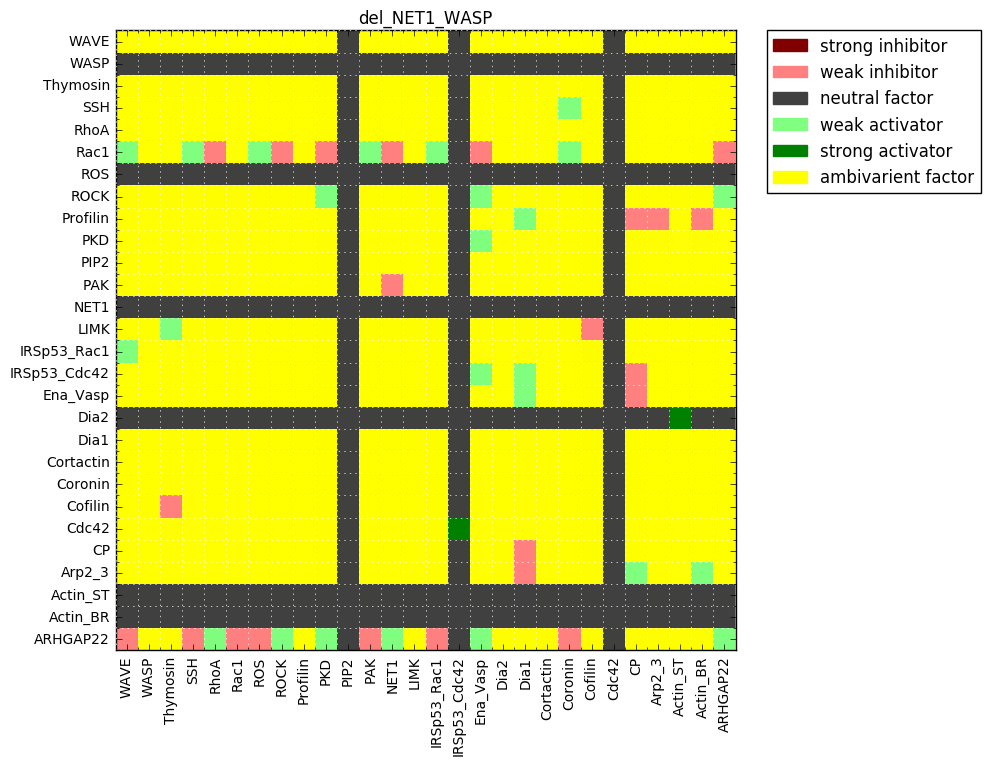 del_NET1_WASP
WAVE
WASP
Thymosin
SSH
RhoA
Rac1
ROS
ROCK
Profilin
PKD
PIP2
PAK
NET1
LIMK
IRSp53_Rac1
IRSp53_Cdc42
Ena_Vasp
Dia2
Dia1
Cortactin
Coronin
Cofilin
Cdc42
CP
Arp2_3
Actin_ST
Actin_BR
ARHGAP22
WAVE
WASP
Thymosin
SSH
RhoA
Rac1
ROS
ROCK
Profilin
PKD
PIP2
PAK
NET1
LIMK
IRSp53_Rac1
IRSp53_Cdc42
Ena_Vasp
Dia2
Dia1
Cortactin
Coronin
Cofilin
Cdc42
CP
Arp2_3
Actin_ST
Actin_BR
ARHGAP22
strong inhibitor
weak inhibitor
neutral factor
weak activator
strong activator
ambivarient factor